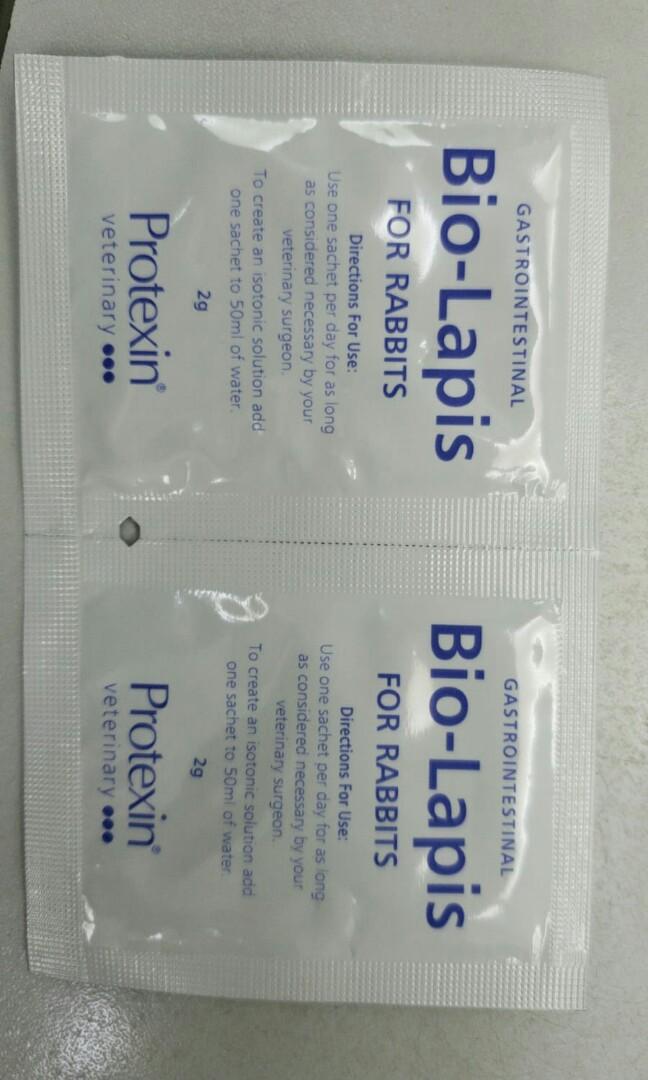 GASTROINTESTINAL
Bio-Lapis
FOR RABBITS
Directions For Use:
Use one sachet per day for as long
as considered necessary by your
veterinary surgeon.
To create an isotonic solution add
one sachet to 50ml of water.
2g
Protexin®
veterinary
GASTROINTESTINAL
Bio-Lapis
FOR RABBITS
Directions For Use:
Use one sachet per day for as long
as considered necessary by your
veterinary surgeon.
To create an isotonic solution add
one sachet to 50ml of water.
2g
Protexin®
veterinary